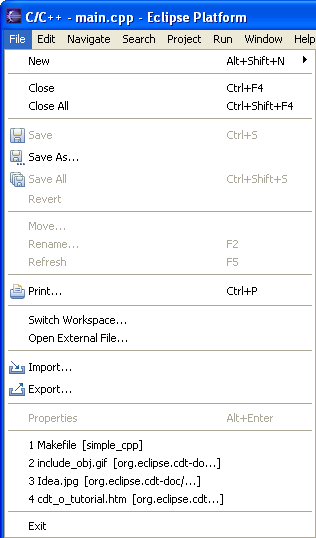 C/C++ - main.cpp - Eclipse Platform
File Edit Navigate Search Project Run Window Help
New Alt+Shift+N
Close Ctrl+F4
Close All Ctrl+Shift+F4
Save Ctrl+S
Save As...
Save All Ctrl+Shift+S
Revert
Move...
Rename... F2
Refresh F5
Print... Ctrl+P
Switch Workspace...
Open External File...
Import...
Export...
Properties Alt+Enter
1 Makefile [simple_cpp]
2 include_obj.gif [org.eclipse.cdt-do...]
3 Idea.jpg [org.eclipse.cdt-doc/...]
4 cdt_o_tutorial.htm [org.eclipse.cdt...]
Exit